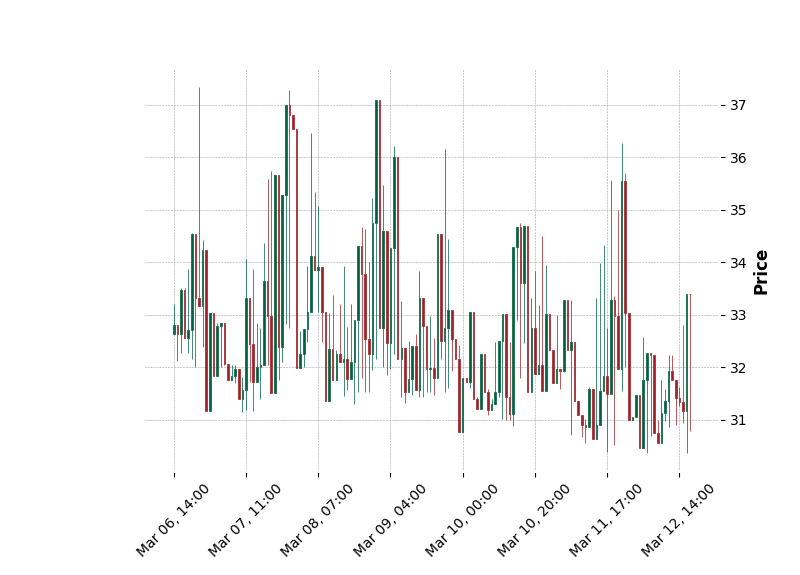 37
36
35
34
33
32
31
Price
Mar 06, 14:00
Mar 07, 11:00
Mar 08, 07:00
Mar 09, 04:00
Mar 10, 00:00
Mar 10, 20:00
Mar 11, 17:00
Mar 12, 14:00